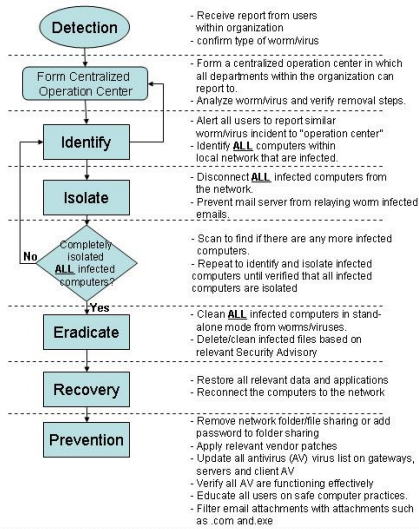 Detection
- Receive report from users
within organization
- confirm type of worm/virus
Form Centralized
Operation Center
- Form a centralized operation center in which
all departments within the organization can
report to.
- Analyze worm/virus and verify removal steps.
Identify
- Alert all users to report similar
worm/virus incident to "operation center"
- Identify ALL computers within
local network that are infected.
Isolate
- Disconnect ALL infected computers from
the network.
- Prevent mail server from relaying worm infected
emails.
No
Completely
isolated
ALL infected
computers?
Yes
- Scan to find if there are any more infected
computers.
- Repeat to identify and isolate infected
computers until verified that all infected
computers are isolated
Eradicate
- Clean ALL infected computers in stand-
alone mode from worms/viruses.
- Delete/clean infected files based on
relevant Security Advisory
Recovery
- Restore all relevant data and applications
- Reconnect the computers to the network
Prevention
- Remove network folder/file sharing or add
password to folder sharing
- Apply relevant vendor patches
- Update all antivirus (AV) virus list on gateways,
servers and client AV
- Verify all AV are functioning effectively
- Educate all users on safe computer practices.
- Filter email attachments with attachments such
as .com and.exe